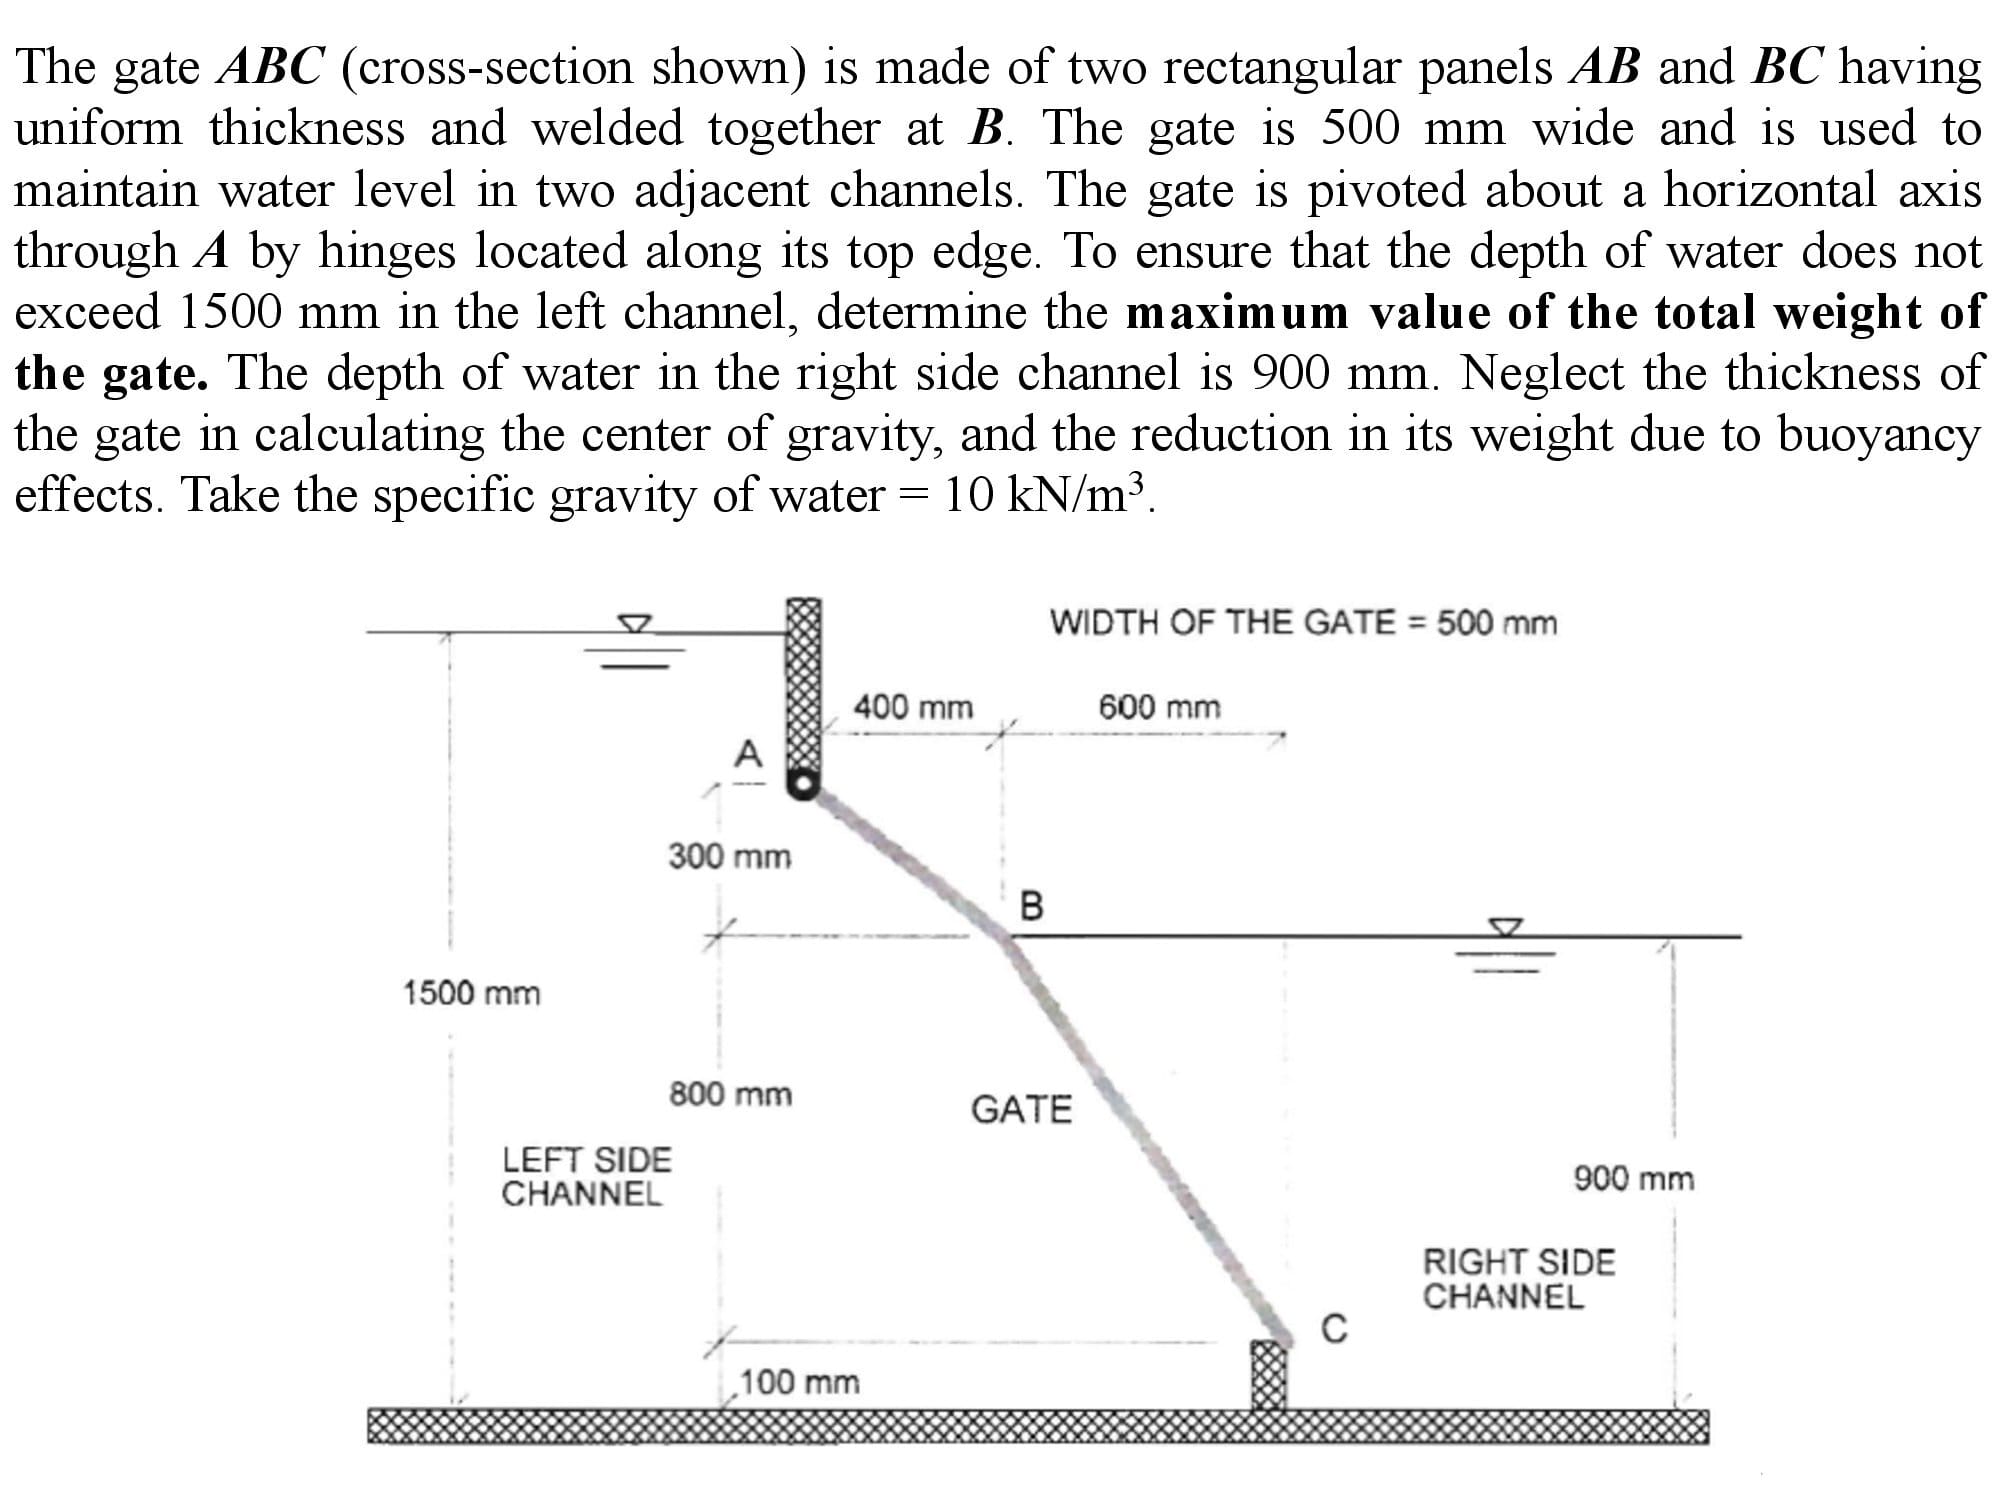 The gate ABC (cross-section shown) is made of two rectangular panels AB and BC having
uniform thickness and welded together at B. The gate is 500 mm wide and is used to
maintain water level in two adjacent channels. The gate is pivoted about a horizontal axis
through A by hinges located along its top edge. To ensure that the depth of water does not
exceed 1500 mm in the left channel, determine the maximum value of the total weight of
the gate. The depth of water in the right side channel is 900 mm. Neglect the thickness of
the gate in calculating the center of gravity, and the reduction in its weight due to buoyancy
effects. Take the specific gravity of water = 10 kN/m³.
WIDTH OF THE GATE = 500 mm
400 mm
600 mm
A
300 mm
B
1500 mm
800 mm
GATE
LEFT SIDE
CHANNEL
900 mm
RIGHT SIDE
CHANNEL
C
100 mm